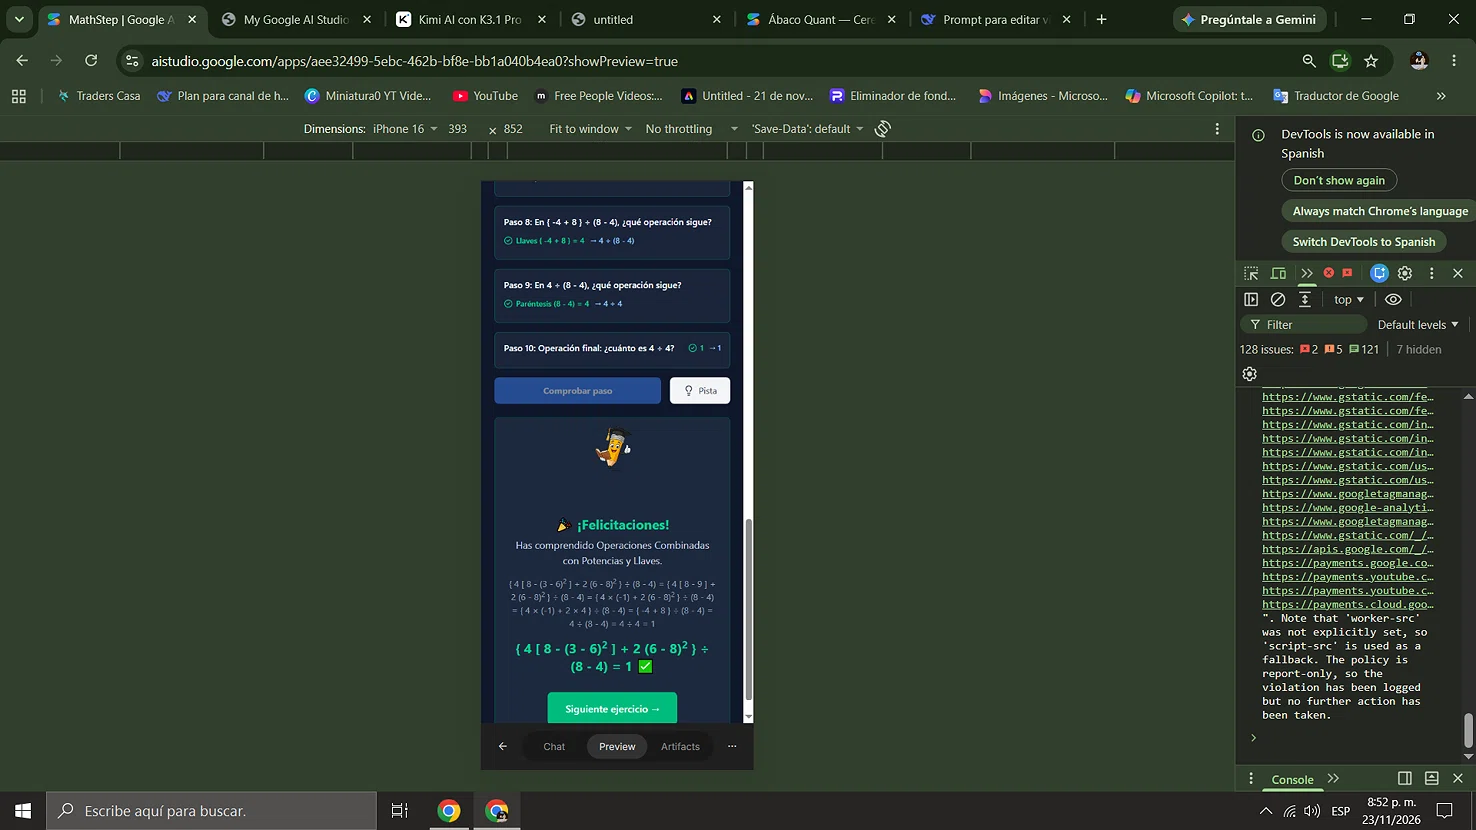 MathStep | Google A
My Google AI Studio
Kimi AI con K3.1 Pro
untitled
Ábaco Quant — Cere
Prompt para editar vi
Pregúntale a Gemini
aistudio.google.com/apps/aee32499-5ebc-462b-bf8e-bb1a040b4ea0?showPreview=true
Traders Casa
Plan para canal de h...
Miniatura0 YT Vide...
YouTube
Free People Videos:...
Untitled - 21 de nov...
Eliminador de fond...
Imágenes - Microso...
Microsoft Copilot: t...
Traductor de Google
Dimensions: iPhone 16 393 × 852 Fit to window No throttling 'Save-Data': default
DevTools is now available in
Spanish
Don't show again
Always match Chrome's language
Switch DevTools to Spanish
top
Filter
Default levels
128 issues: 2 5 121 7 hidden
Paso 8: En { -4 + 8 } ÷ (8 - 4), ¿qué operación sigue?
Llaves { -4 + 8 } = 4 → 4 ÷ (8 - 4)
Paso 9: En 4 ÷ (8 - 4), ¿qué operación sigue?
Paréntesis (8 - 4) = 4 → 4 ÷ 4
Paso 10: Operación final: ¿cuánto es 4 ÷ 4? 1 → 1
Comprobar paso
Pista
¡Felicitaciones!
Has comprendido Operaciones Combinadas
con Potencias y Llaves.
{ 4 [ 8 - (3 - 6)² ] + 2 (6 - 8)² } ÷ (8 - 4) = { 4 [ 8 - 9 ] +
2 (6 - 8)² } ÷ (8 - 4) = { 4 × (-1) + 2 (6 - 8)² } ÷ (8 - 4)
= { 4 × (-1) + 2 × 4 } ÷ (8 - 4) = { -4 + 8 } ÷ (8 - 4) =
4 ÷ (8 - 4) = 4 ÷ 4 = 1
{ 4 [ 8 - (3 - 6)² ] + 2 (6 - 8)² } ÷
(8 - 4) = 1
Siguiente ejercicio →
Chat
Preview
Artifacts
https://www.gstatic.com/fe...
https://www.gstatic.com/fe...
https://www.gstatic.com/in...
https://www.gstatic.com/in...
https://www.gstatic.com/in...
https://www.gstatic.com/us...
https://www.gstatic.com/us...
https://www.googletagmanag...
https://www.google-analyti...
https://www.googletagmanag...
https://www.gstatic.com/_/...
https://apis.google.com/_/...
https://payments.google.co...
https://payments.youtube.c...
https://payments.youtube.c...
https://payments.cloud.goo...
". Note that 'worker-src'
was not explicitly set, so
'script-src' is used as a
fallback. The policy is
report-only, so the
violation has been logged
but no further action has
been taken.
Console
Escribe aquí para buscar.
ESP
8:52 p. m.
23/11/2026